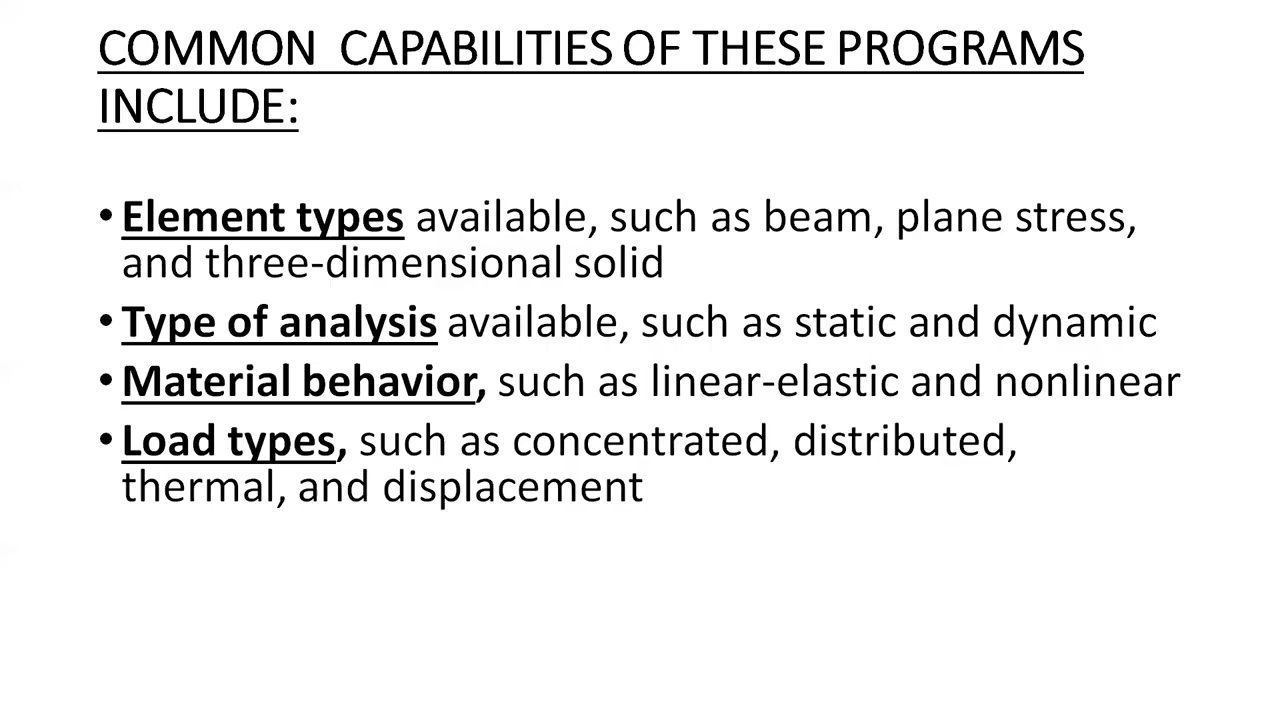 COMMON CAPABILITIES OF THESE PROGRAMS
INCLUDE:
• Element types available, such as beam, plane stress,
and three-dimensional solid
• Type of analysis available, such as static and dynamic
• Material behavior, such as linear-elastic and nonlinear
• Load types, such as concentrated, distributed,
thermal, and displacement